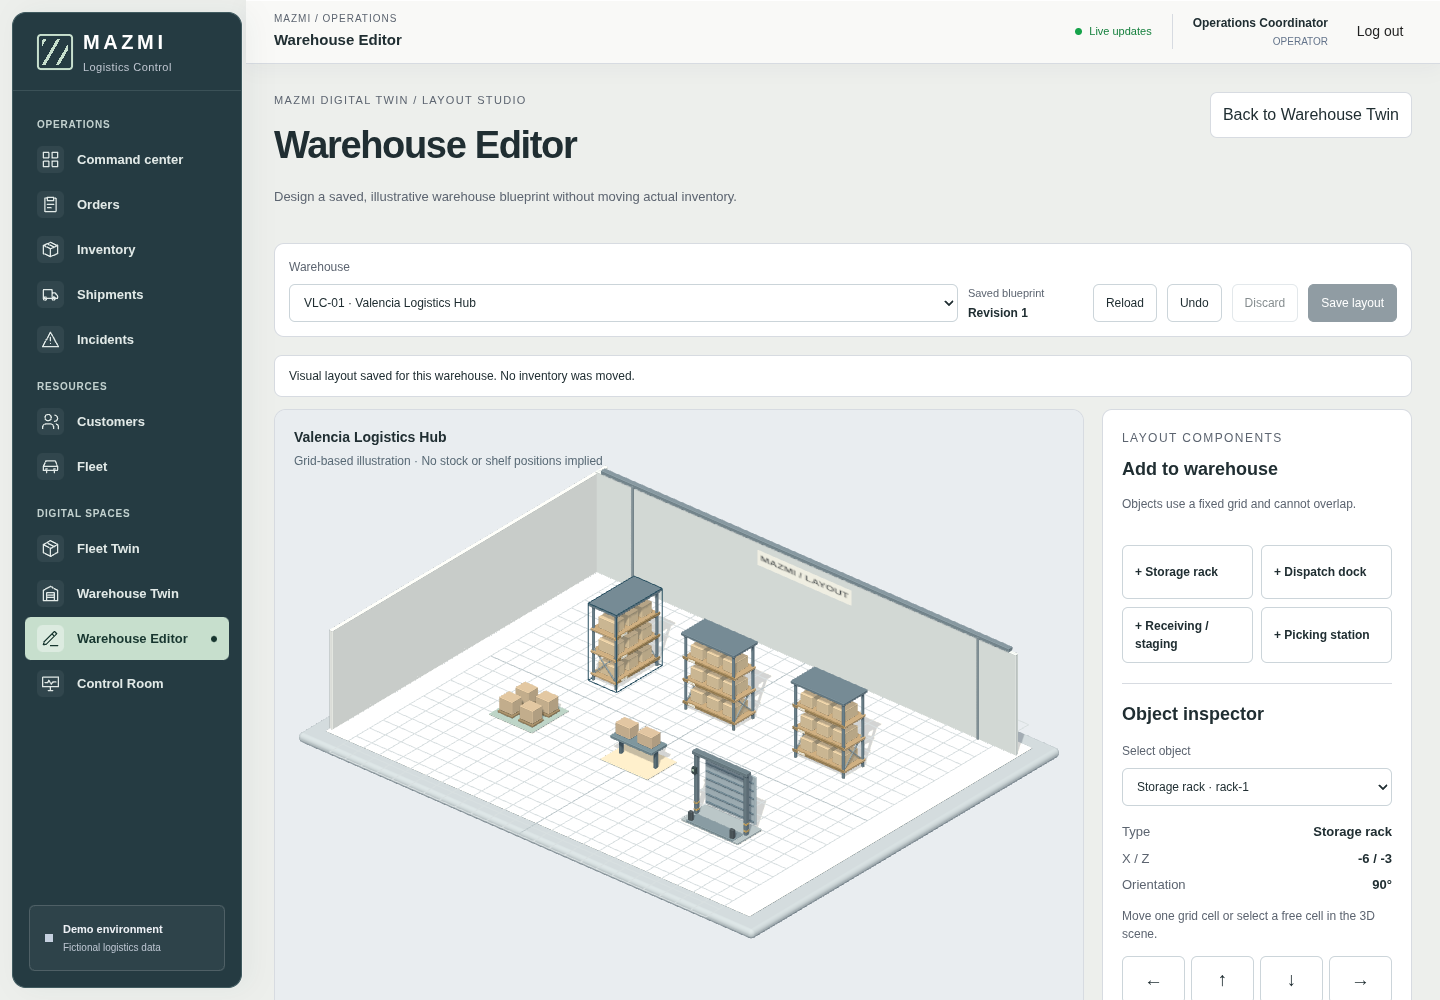 MAZMI
Logistics Control
OPERATIONS
Command center
Orders
Inventory
Shipments
Incidents
RESOURCES
Customers
Fleet
DIGITAL SPACES
Fleet Twin
Warehouse Twin
Warehouse Editor
Control Room
Demo environment
Fictional logistics data
MAZMI / OPERATIONS
Warehouse Editor
Live updates
Operations Coordinator
OPERATOR
Log out
MAZMI DIGITAL TWIN / LAYOUT STUDIO
Warehouse Editor
Design a saved, illustrative warehouse blueprint without moving actual inventory.
Back to Warehouse Twin
Warehouse
VLC-01 · Valencia Logistics Hub
Saved blueprint
Revision 1
Reload
Undo
Discard
Save layout
Visual layout saved for this warehouse. No inventory was moved.
Valencia Logistics Hub
Grid-based illustration · No stock or shelf positions implied
MAZMI / LAYOUT
LAYOUT COMPONENTS
Add to warehouse
Objects use a fixed grid and cannot overlap.
+ Storage rack
+ Dispatch dock
+ Receiving /
staging
+ Picking station
Object inspector
Select object
Storage rack · rack-1
Type Storage rack
X / Z -6 / -3
Orientation 90°
Move one grid cell or select a free cell in the 3D
scene.
← ↑ ↓ →